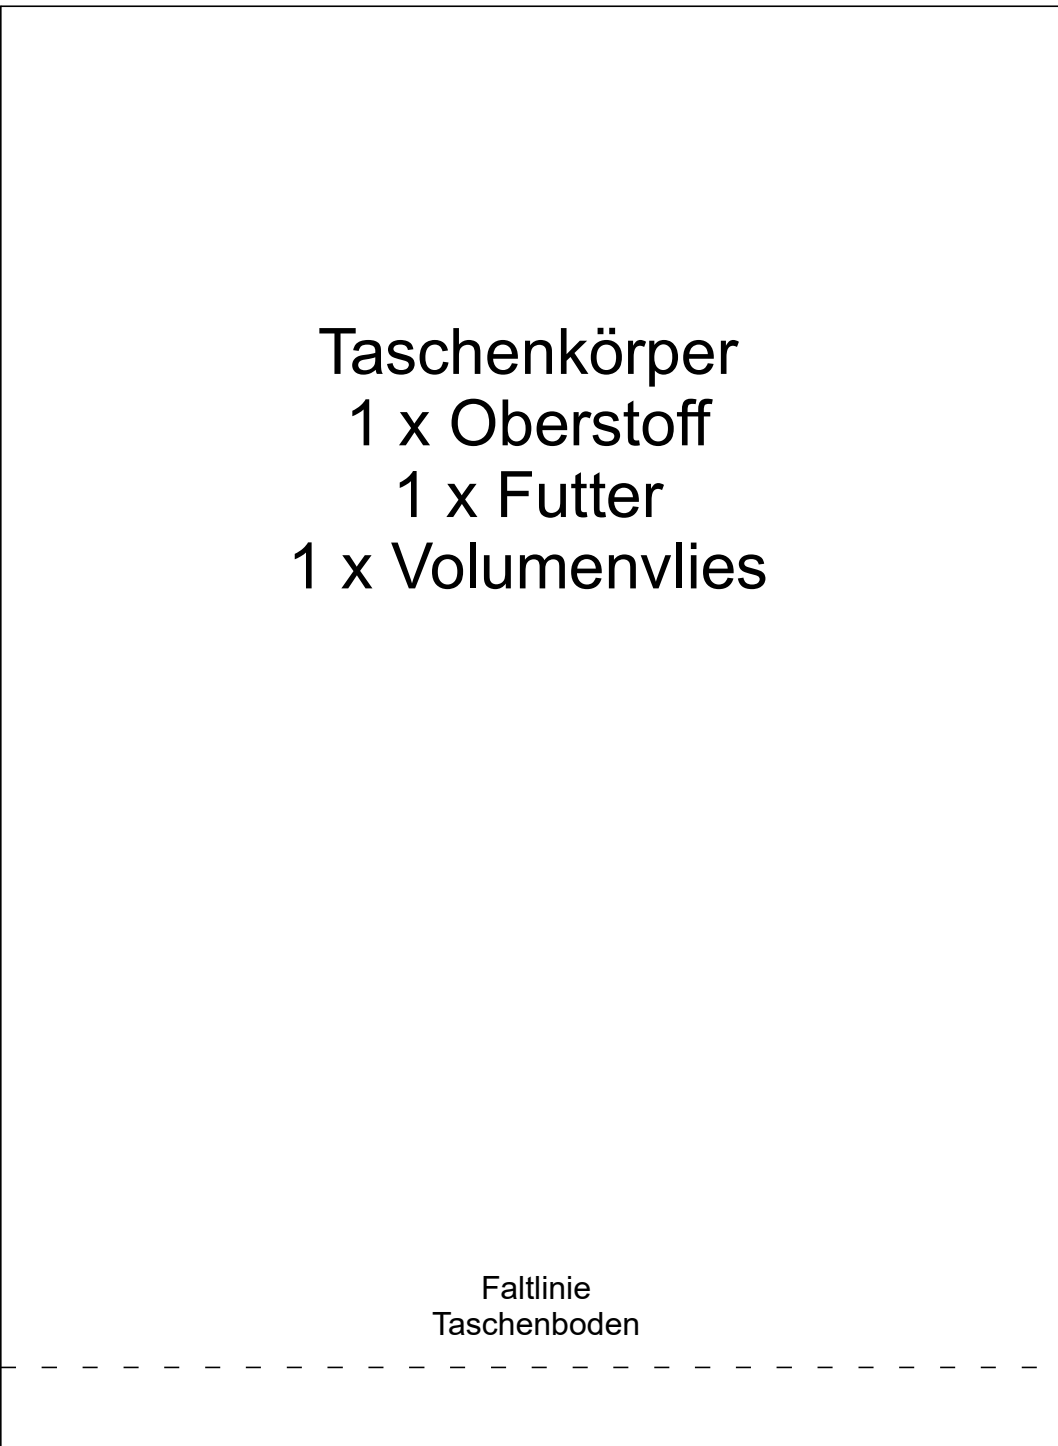 Taschenkörper
1 x Oberstoff
1 x Futter
1 x Volumenvlies
Faltlinie
Taschenboden